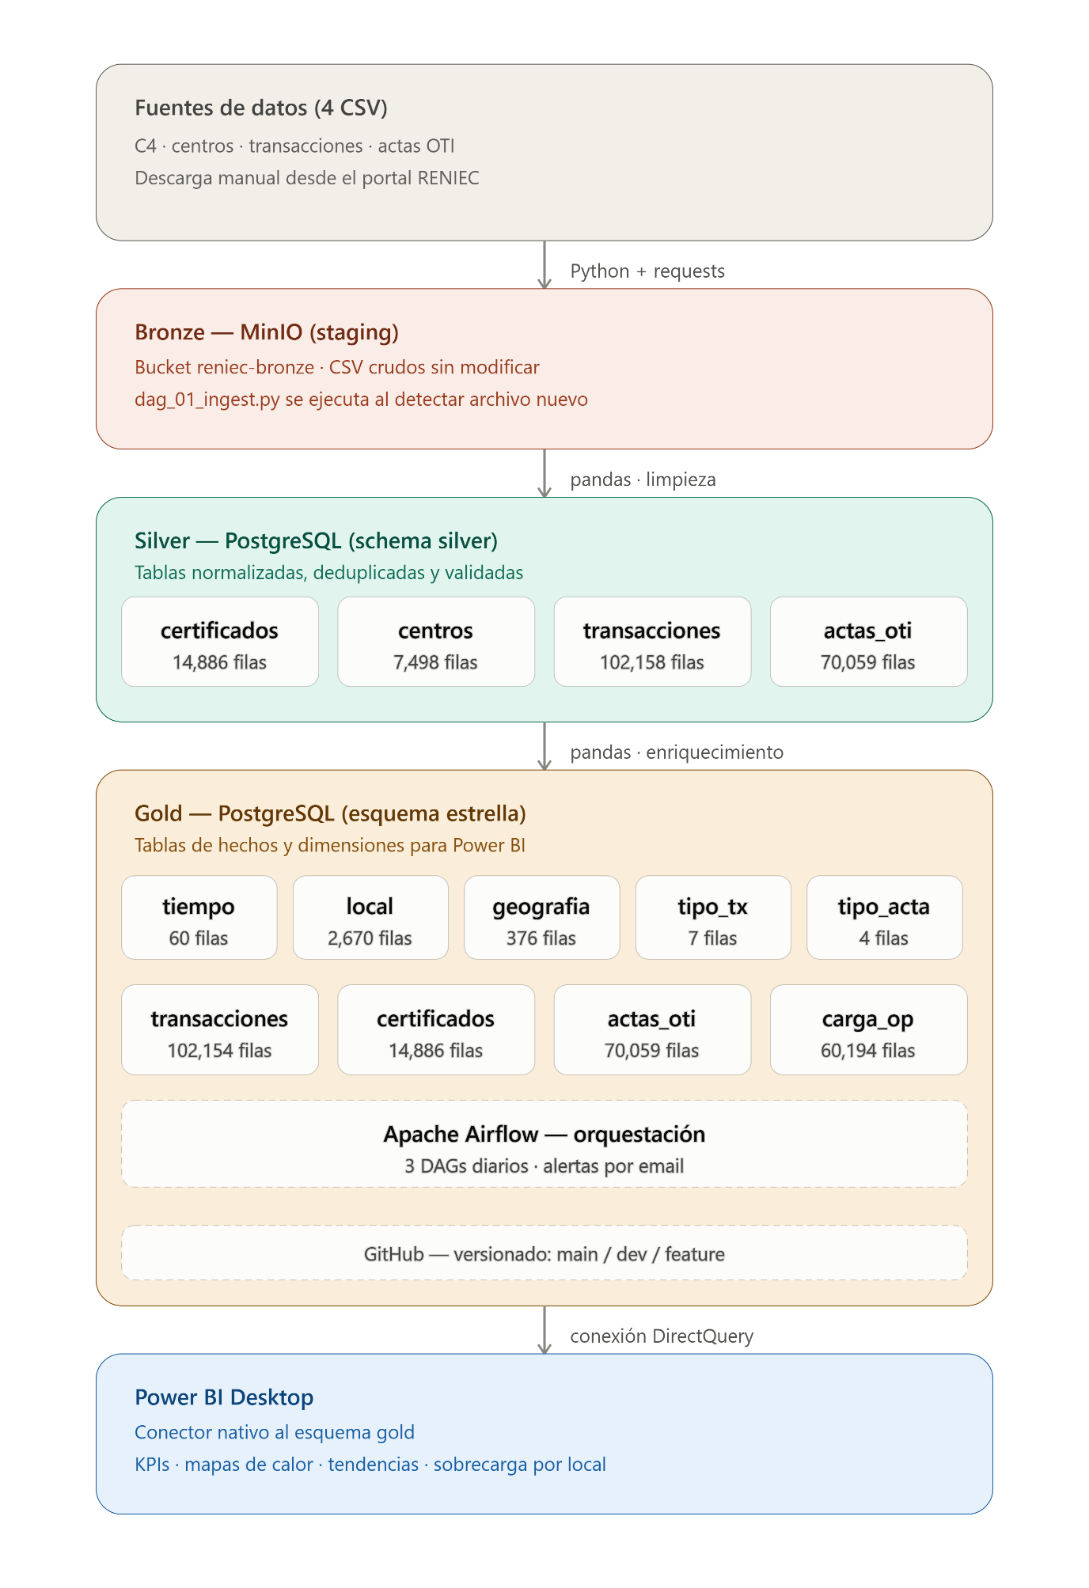 Fuentes de datos (4 CSV)
C4 · centros · transacciones · actas OTI
Descarga manual desde el portal RENIEC
Python + requests
Bronze — MinIO (staging)
Bucket reniec-bronze · CSV crudos sin modificar
dag_01_ingest.py se ejecuta al detectar archivo nuevo
pandas · limpieza
Silver — PostgreSQL (schema silver)
Tablas normalizadas, deduplicadas y validadas
certificados centros transacciones actas_oti
14,886 filas 7,498 filas 102,158 filas 70,059 filas
pandas · enriquecimiento
Gold — PostgreSQL (esquema estrella)
Tablas de hechos y dimensiones para Power BI
tiempo local geografia tipo_tx tipo_acta
60 filas 2,670 filas 376 filas 7 filas 4 filas
transacciones certificados actas_oti carga_op
102,154 filas 14,886 filas 70,059 filas 60,194 filas
Apache Airflow — orquestación
3 DAGs diarios · alertas por email
GitHub — versionado: main / dev / feature
conexión DirectQuery
Power BI Desktop
Conector nativo al esquema gold
KPIs · mapas de calor · tendencias · sobrecarga por local